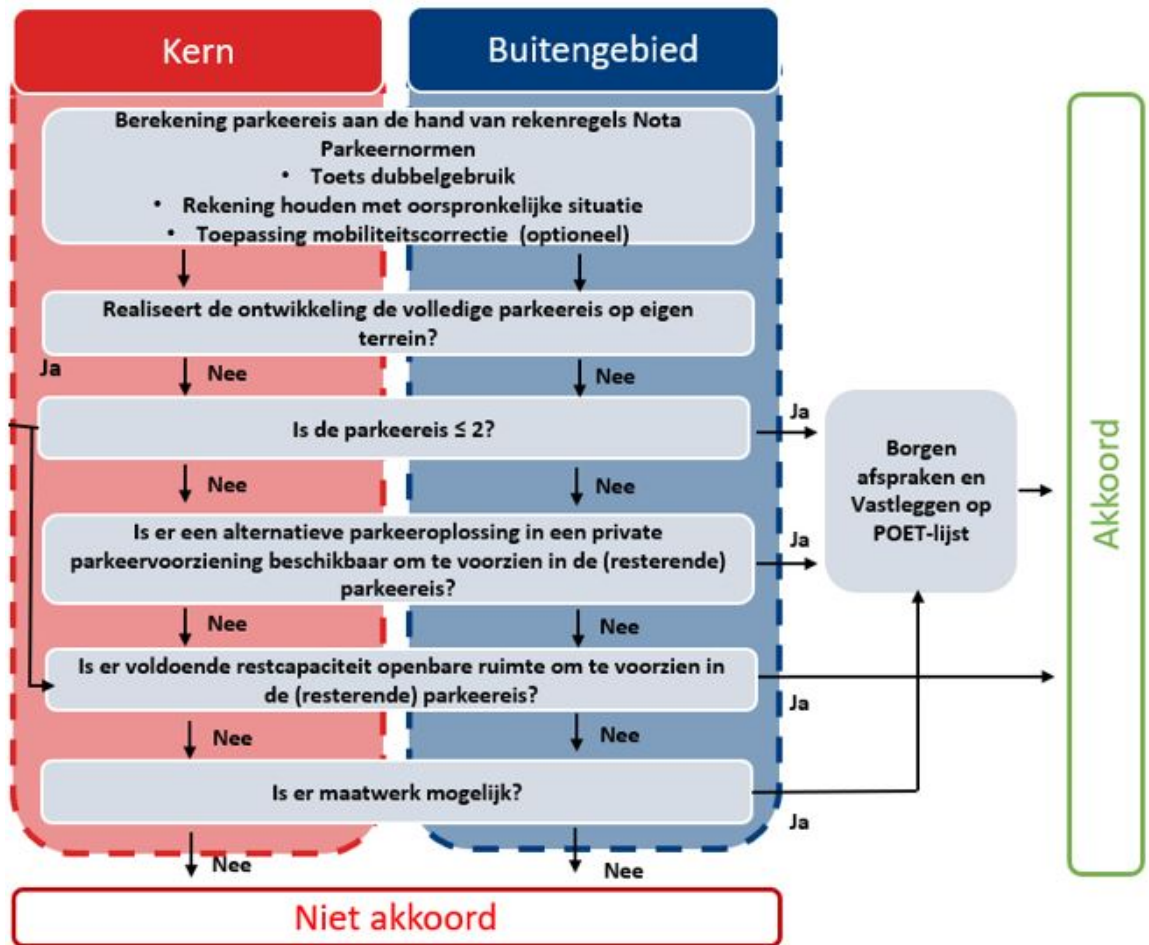 Kern
Buitengebied
Berekening parkeereis aan de hand van rekenregels Nota
Parkeernormen
• Toets dubbelgebruik
• Rekening houden met oorspronkelijke situatie
• Toepassing mobiliteitscorrectie (optioneel)
Realiseert de ontwikkeling de volledige parkeereis op eigen
terrein?
Ja
Nee
Nee
Is de parkeereis ≤ 2?
Ja
Nee
Nee
Is er een alternatieve parkeeroplossing in een private
parkeervoorziening beschikbaar om te voorzien in de (resterende)
parkeereis?
Ja
Nee
Nee
Is er voldoende restcapaciteit openbare ruimte om te voorzien in
de (resterende) parkeereis?
Ja
Nee
Nee
Is er maatwerk mogelijk?
Ja
Nee
Nee
Niet akkoord
Borgen
afspraken en
Vastleggen op
POET-lijst
Akkoord